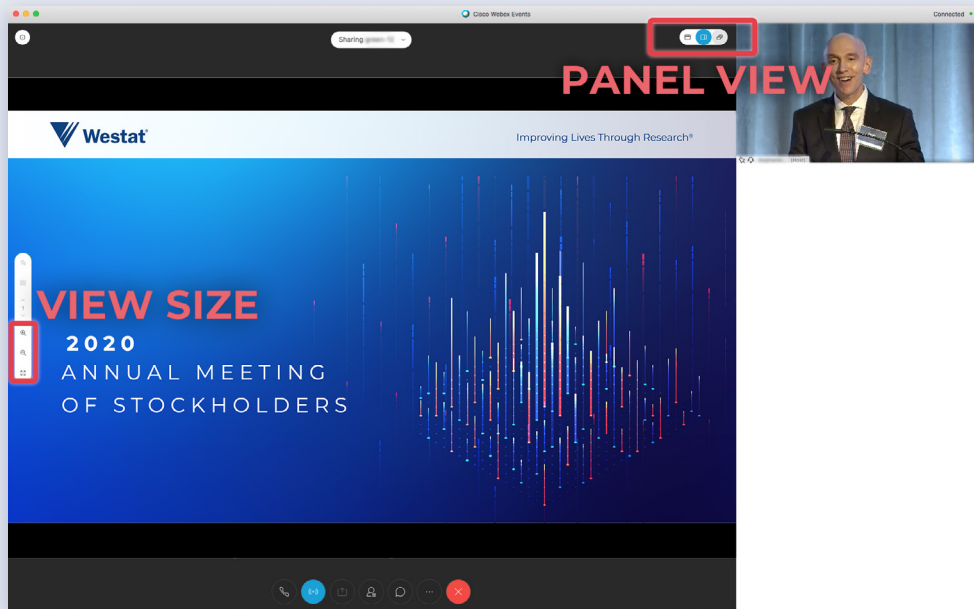 Cisco Webex Events
Connected
Sharing
PANEL VIEW
Westat®
Improving Lives Through Research®
VIEW SIZE
2020
ANNUAL MEETING
OF STOCKHOLDERS